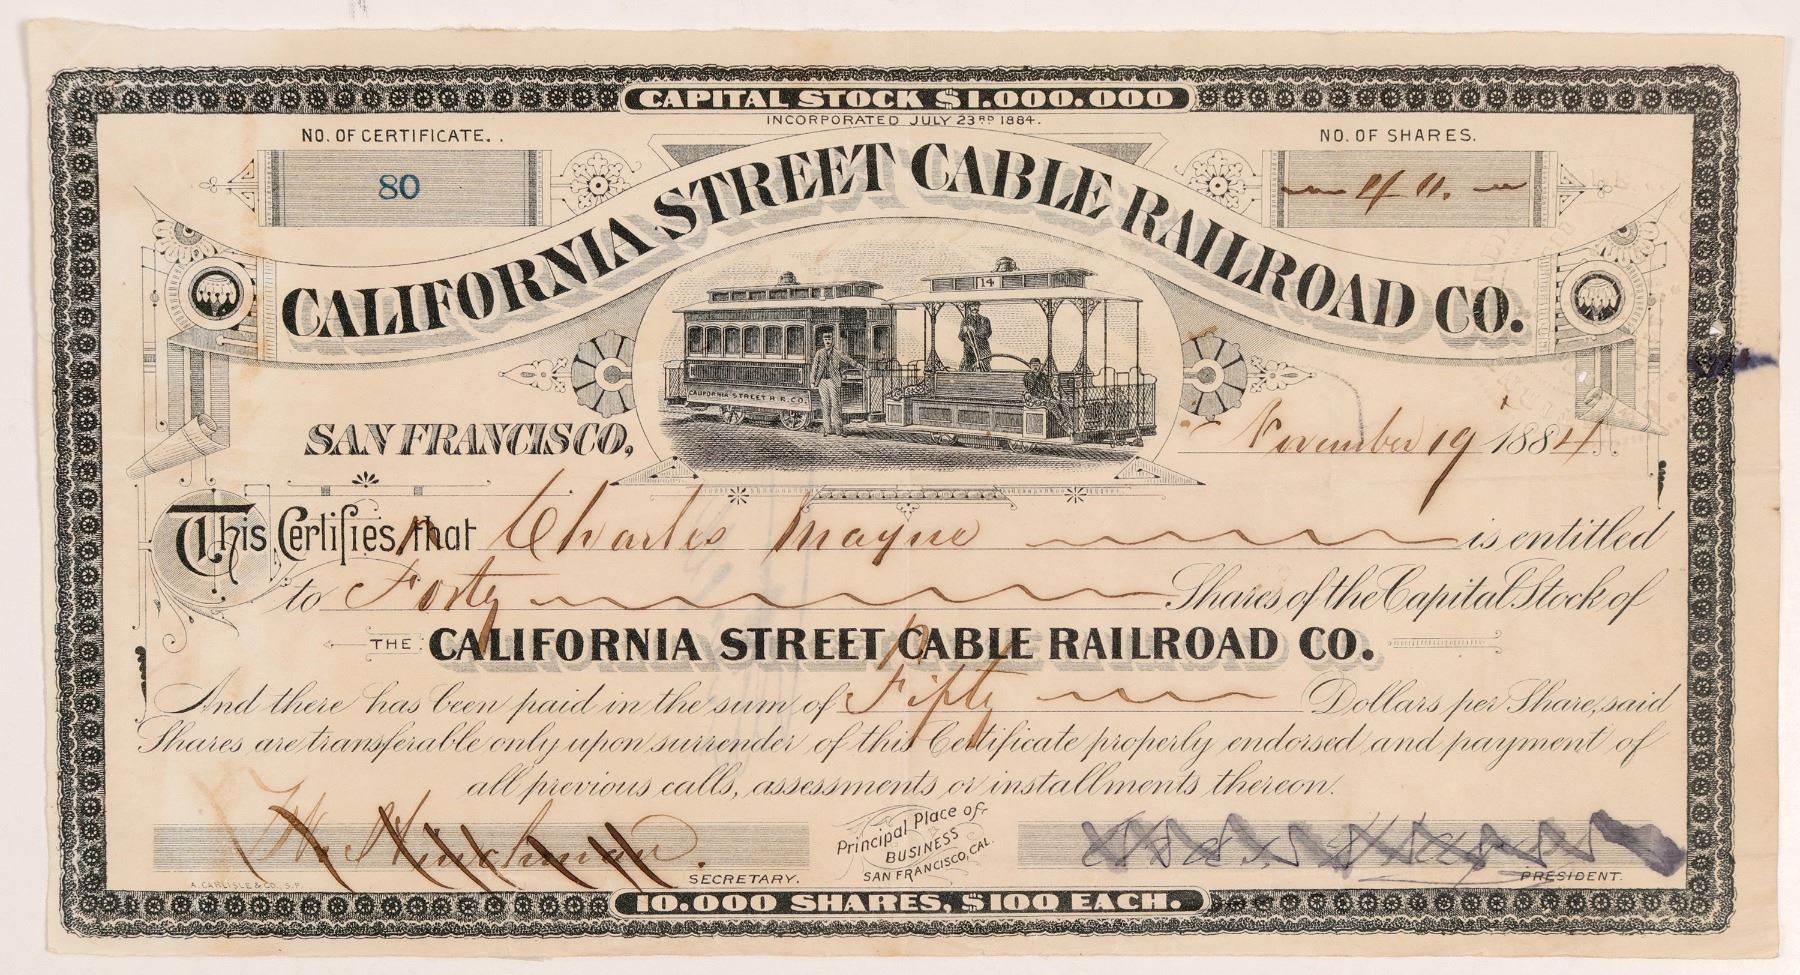 CAPITAL STOCK $1.000.000
INCORPORATED JULY 23RD 1884.
NO. OF CERTIFICATE..
NO. OF SHARES.
80
CALIFORNIA STREET CABLE RAILROAD CO.
14
CALIFORNIA STREET R.R. CO.
SAN FRANCISCO, November 19 1884.
This Certifies that Charles Mayne is entitled
to Forty Shares of the Capital Stock of
THE CALIFORNIA STREET CABLE RAILROAD CO.
And there has been paid in the sum of Fifty Dollars per Share, said
Shares are transferable only upon surrender of this Certificate properly endorsed and payment of
all previous calls, assessments or installments thereon.
Hinchman.
SECRETARY.
Principal Place of
BUSINESS
SAN FRANCISCO, CAL.
PRESIDENT.
A. CARLISLE & CO., S.F.
10.000 SHARES, $100 EACH.